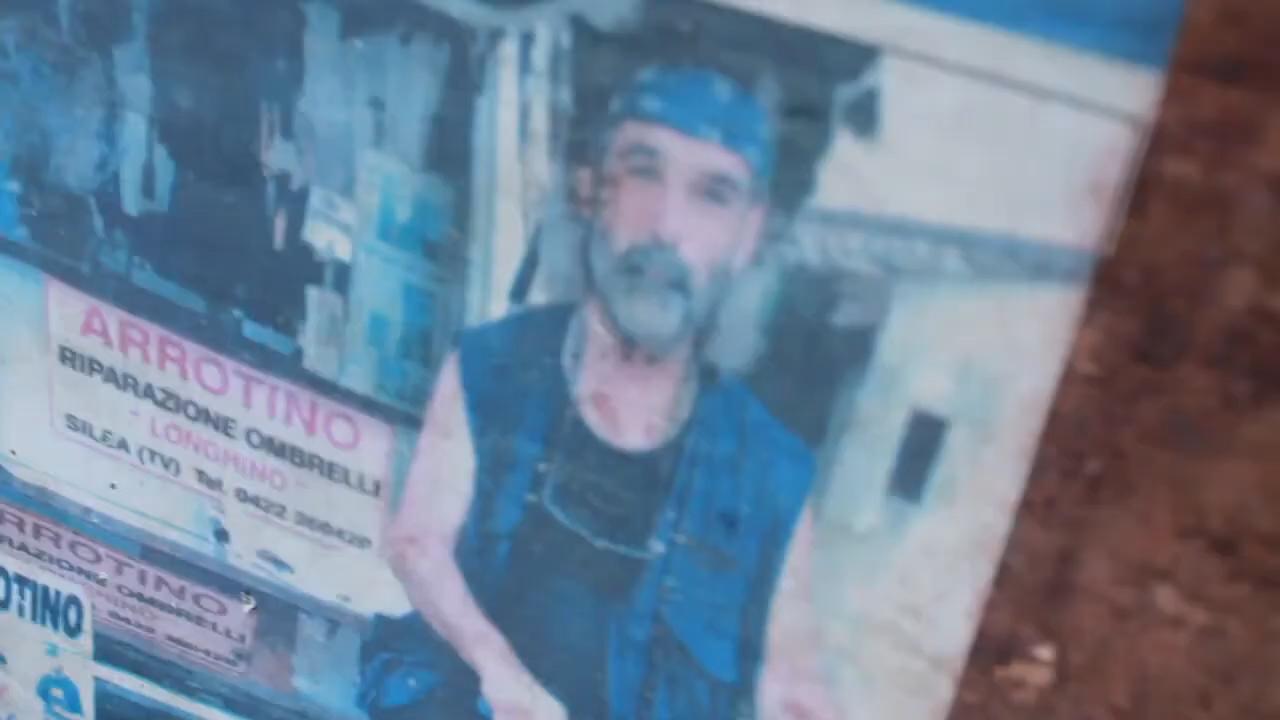 ARROTINO
RIPARAZIONE OMBRELLI
"LONGHINO"
SILEA (TV) Tel. 0422
ARROTINO
OMBRELLI
OTINO